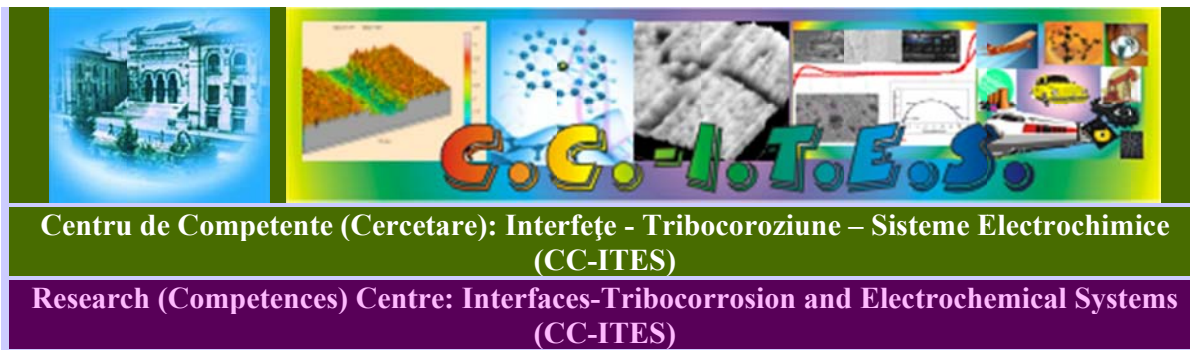 C.C.-I.T.E.S.
Centru de Competente (Cercetare): Interfeţe - Tribocoroziune – Sisteme Electrochimice
(CC-ITES)
Research (Competences) Centre: Interfaces-Tribocorrosion and Electrochemical Systems
(CC-ITES)